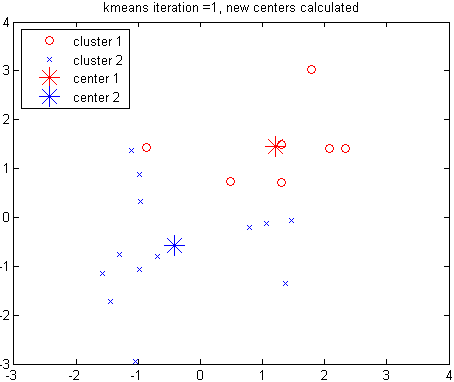 kmeans iteration =1, new centers calculated
4
cluster 1
cluster 2
center 1
center 2
3
2
1
0
-1
-2
-3
-3 -2 -1 0 1 2 3 4